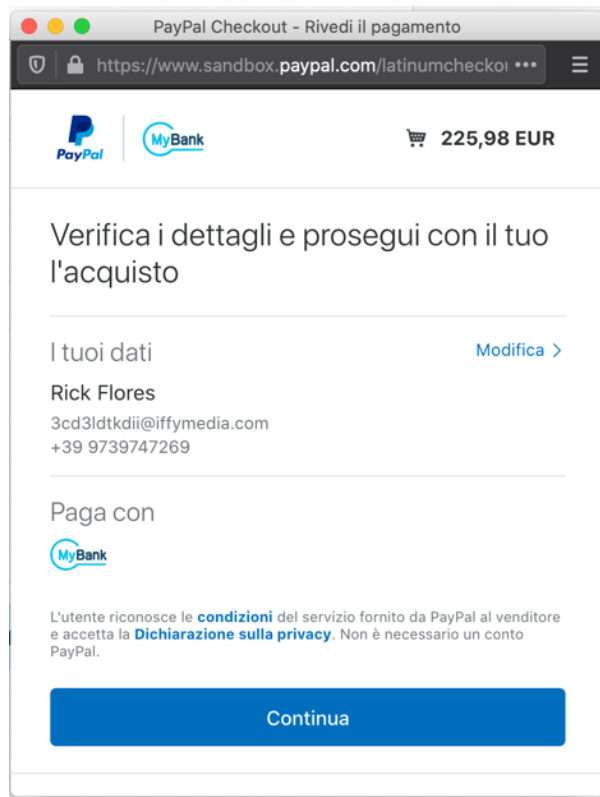 PayPal Checkout - Rivedi il pagamento
https://www.sandbox.paypal.com/latinumcheckou
PayPal MyBank 225,98 EUR
Verifica i dettagli e prosegui con il tuo
l'acquisto
I tuoi dati Modifica
Rick Flores
3cd3ldtkdii@iffymedia.com
+39 9739747269
Paga con
MyBank
L'utente riconosce le condizioni del servizio fornito da PayPal al venditore
e accetta la Dichiarazione sulla privacy. Non è necessario un conto
PayPal.
Continua